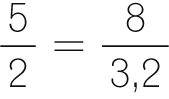 5/2 = 8/3,2